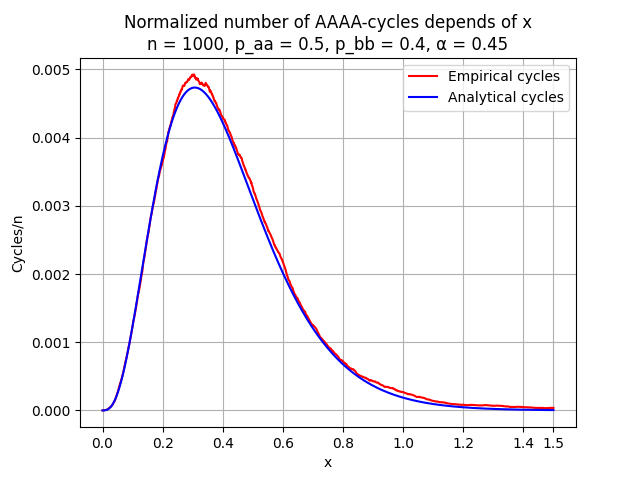 Normalized number of AAAA-cycles depends of x
n = 1000, p_aa = 0.5, p_bb = 0.4, α = 0.45
Empirical cycles
Analytical cycles
Cycles/n
0.005
0.004
0.003
0.002
0.001
0.000
0.0 0.2 0.4 0.6 0.8 1.0 1.2 1.4 1.5
x